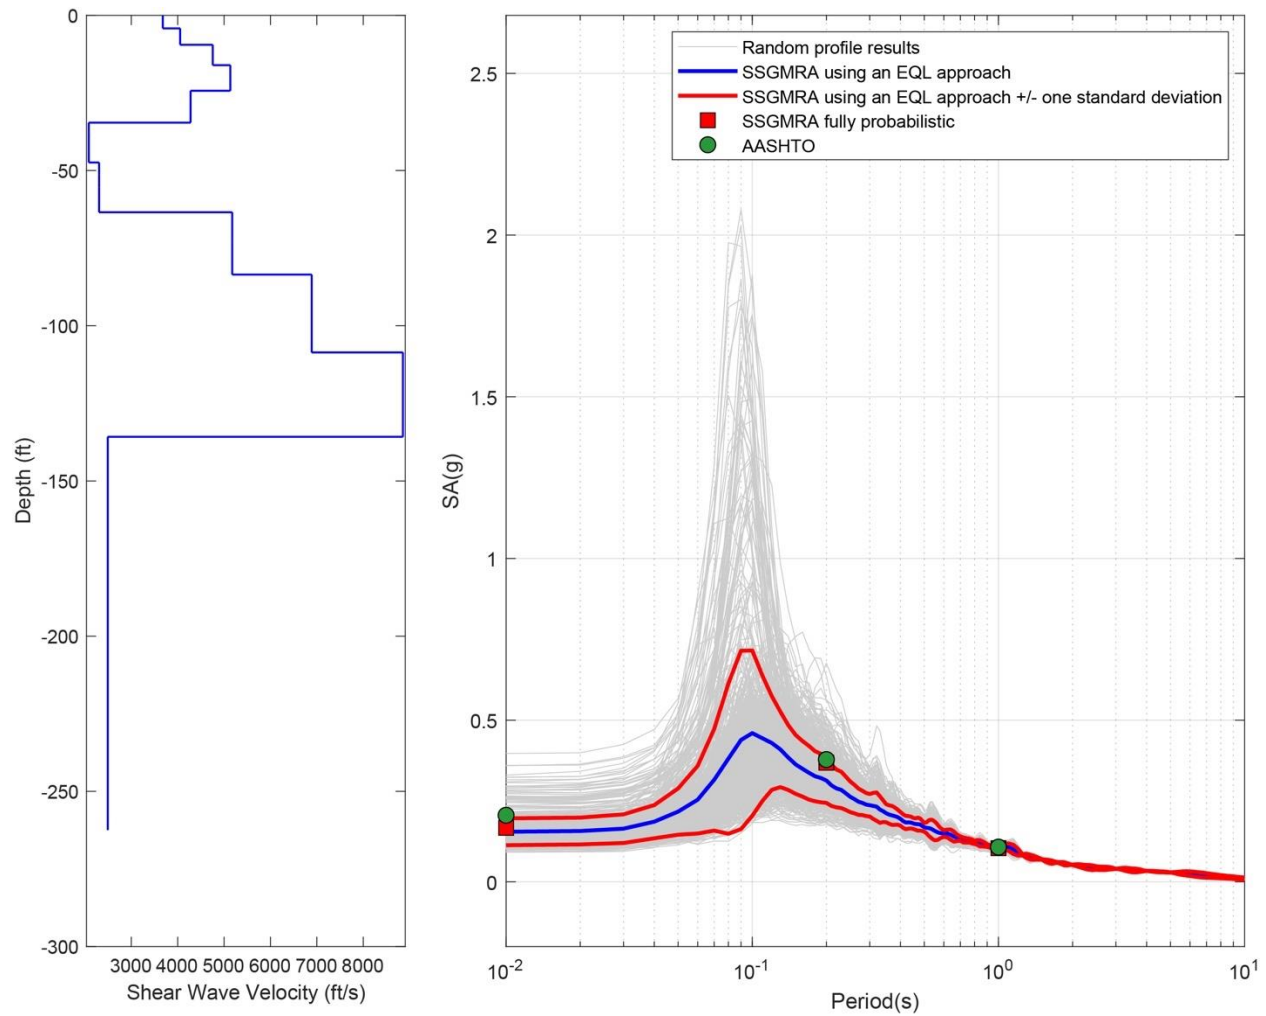 0
-50
-100
-150
-200
-250
-300
Depth (ft)
3000 4000 5000 6000 7000 8000
Shear Wave Velocity (ft/s)
Random profile results
SSGMRA using an EQL approach
SSGMRA using an EQL approach +/- one standard deviation
SSGMRA fully probabilistic
AASHTO
2.5
2
1.5
1
0.5
0
SA(g)
10⁻² 10⁻¹ 10⁰ 10¹
Period(s)